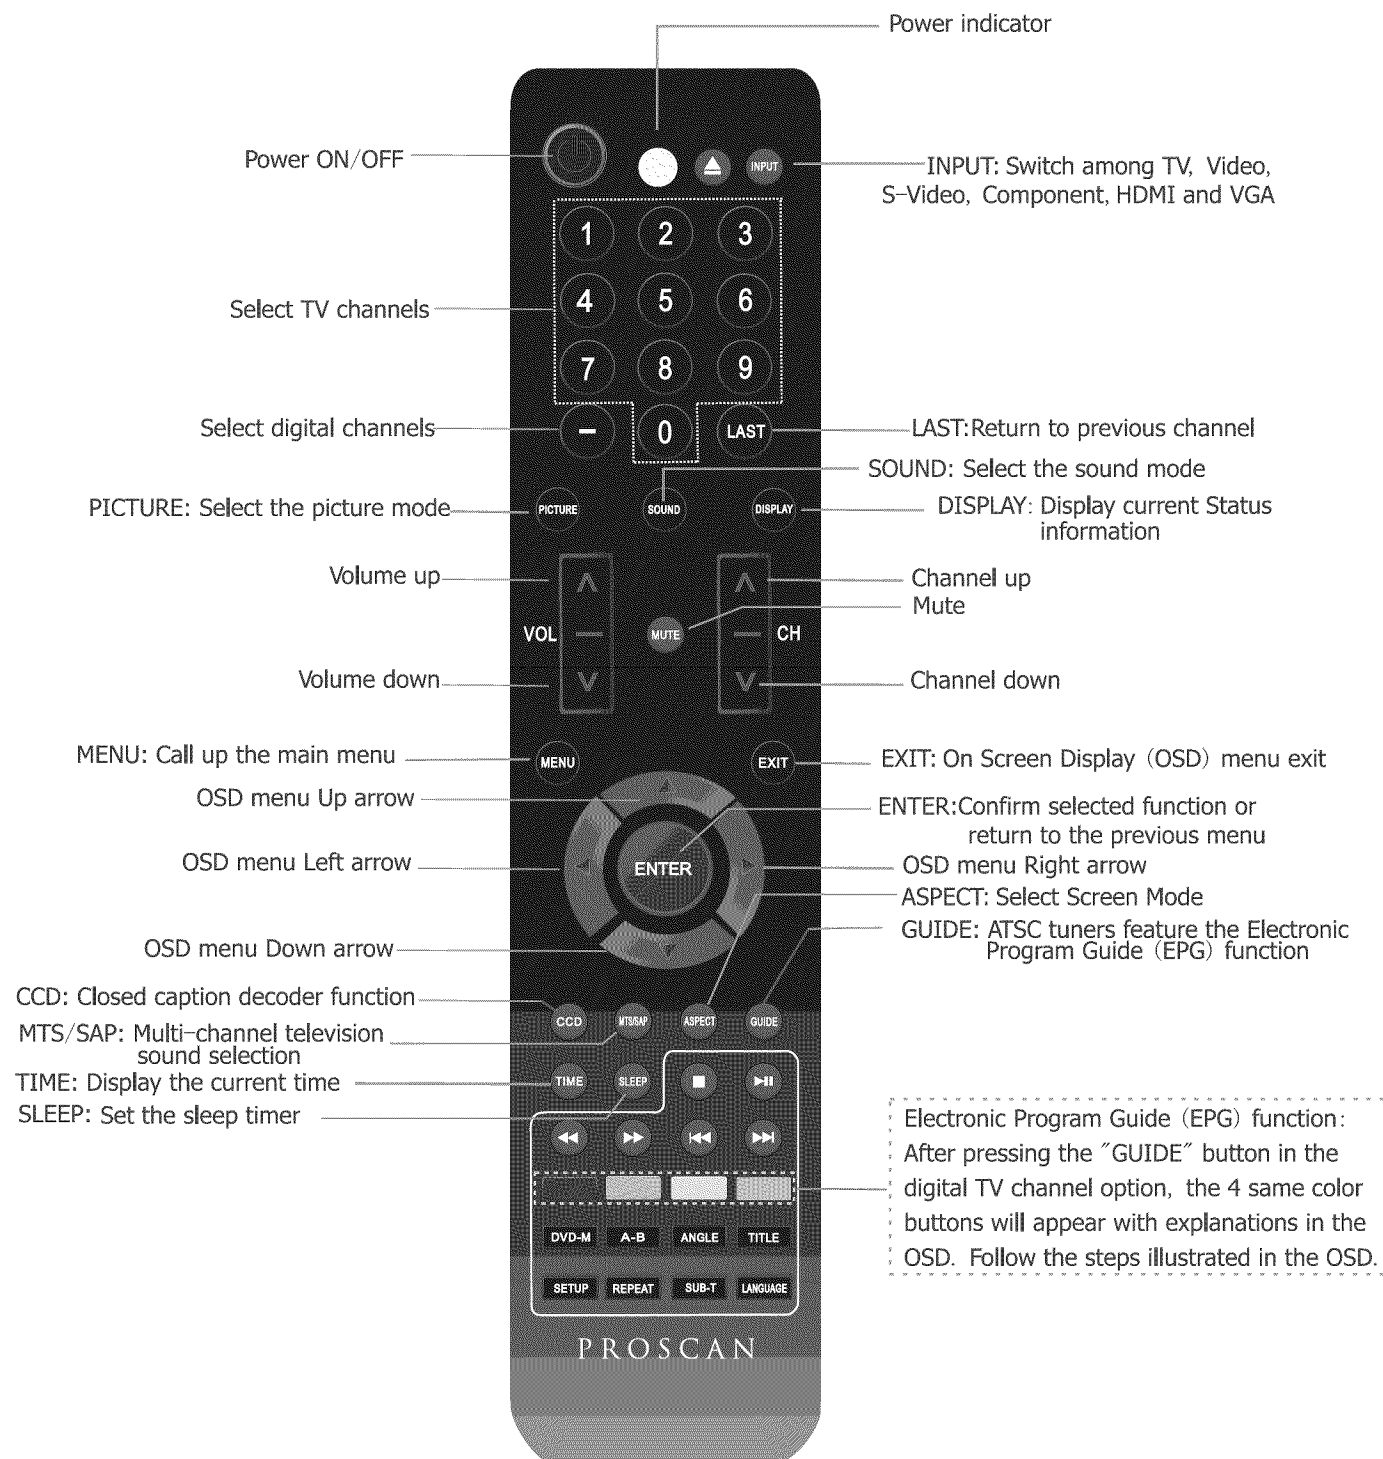 Power indicator
Power ON/OFF
INPUT
INPUT: Switch among TV, Video,
S-Video, Component, HDMI and VGA
1 2 3
Select TV channels
4 5 6
7 8 9
Select digital channels
- 0 LAST
LAST:Return to previous channel
SOUND: Select the sound mode
PICTURE: Select the picture mode
PICTURE SOUND DISPLAY
DISPLAY: Display current Status
information
Volume up
Channel up
Mute
VOL MUTE CH
Volume down
Channel down
MENU: Call up the main menu
MENU EXIT
EXIT: On Screen Display (OSD) menu exit
OSD menu Up arrow
ENTER:Confirm selected function or
return to the previous menu
OSD menu Left arrow
ENTER
OSD menu Right arrow
ASPECT: Select Screen Mode
OSD menu Down arrow
GUIDE: ATSC tuners feature the Electronic
Program Guide (EPG) function
CCD: Closed caption decoder function
CCD MTS/SAP ASPECT GUIDE
MTS/SAP: Multi-channel television
sound selection
TIME: Display the current time
TIME SLEEP
SLEEP: Set the sleep timer
Electronic Program Guide (EPG) function:
After pressing the "GUIDE" button in the
digital TV channel option, the 4 same color
buttons will appear with explanations in the
OSD. Follow the steps illustrated in the OSD.
DVD-M A-B ANGLE TITLE
SETUP REPEAT SUB-T LANGUAGE
PROSCAN